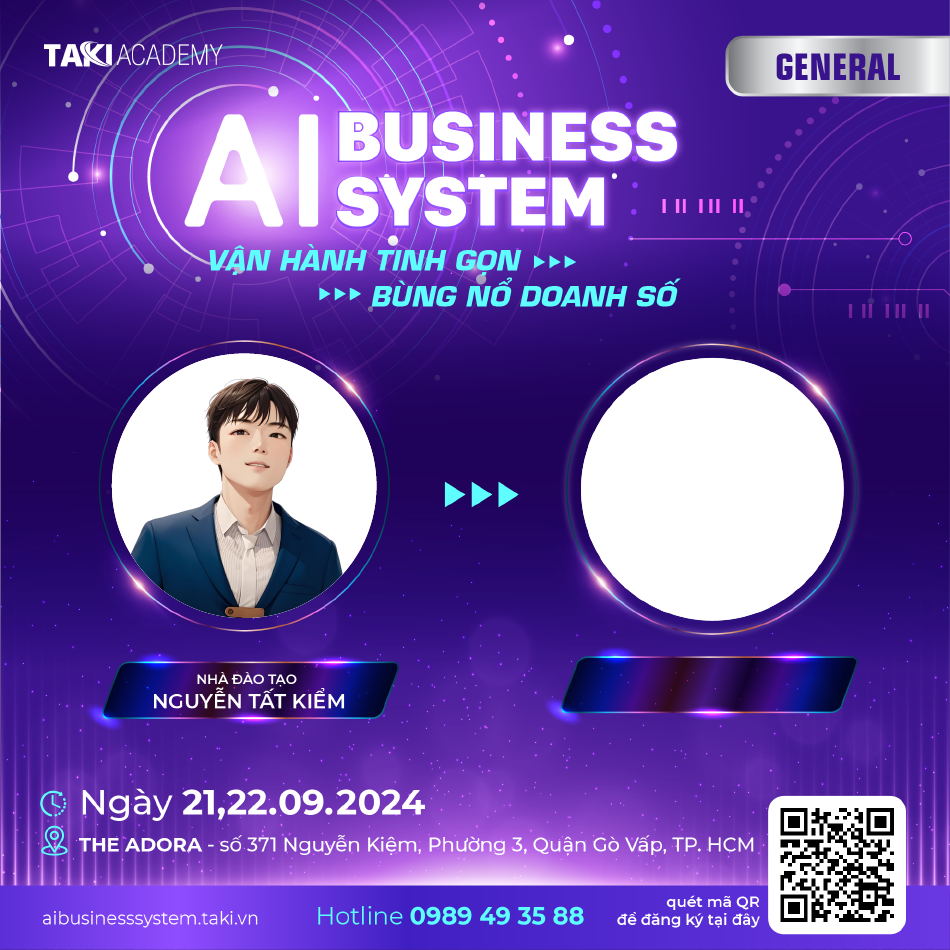 TAKI ACADEMY
GENERAL
AI BUSINESS
SYSTEM
VẬN HÀNH TINH GỌN
BÙNG NỔ DOANH SỐ
NHÀ ĐÀO TẠO
NGUYỄN TẤT KIỂM
Ngày 21,22.09.2024
THE ADORA - số 371 Nguyễn Kiệm, Phường 3, Quận Gò Vấp, TP. HCM
aibusinesssystem.taki.vn
Hotline 0989 49 35 88
quét mã QR
để đăng ký tại đây